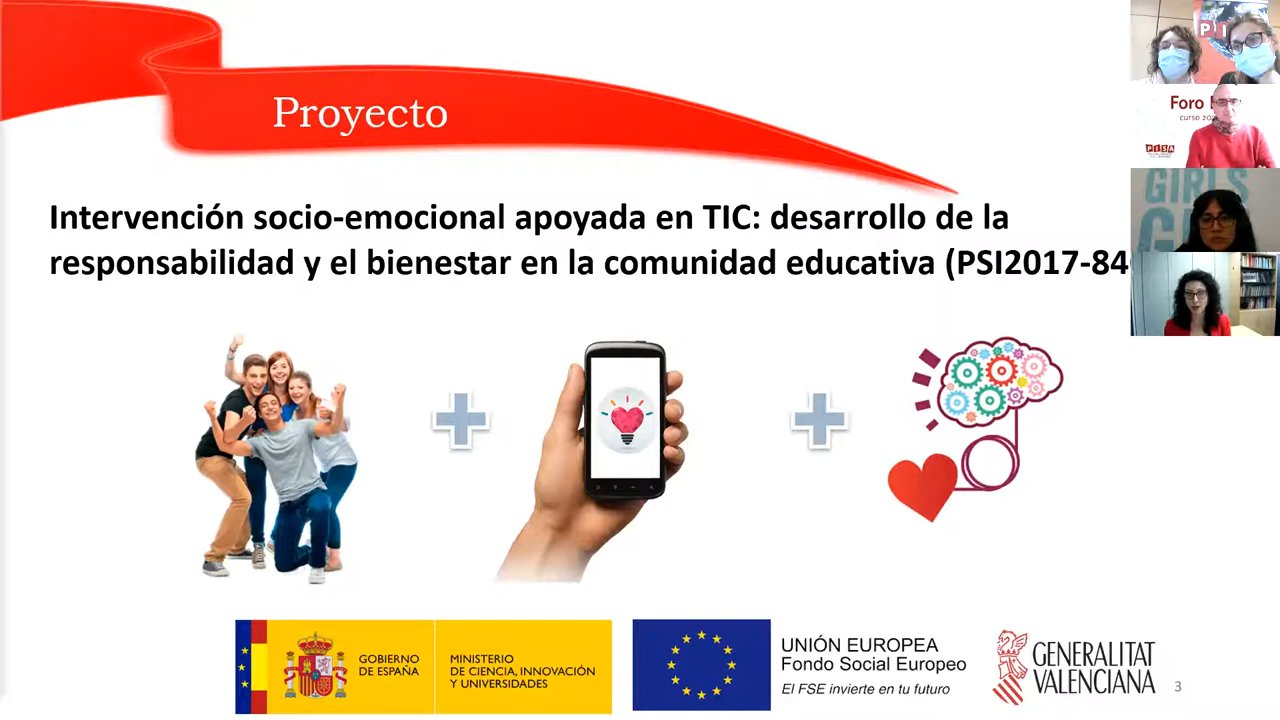 Proyecto
Intervención socio-emocional apoyada en TIC: desarrollo de la
responsabilidad y el bienestar en la comunidad educativa (PSI2017-84
GOBIERNO
DE ESPAÑA
MINISTERIO
DE CIENCIA, INNOVACIÓN
Y UNIVERSIDADES
UNIÓN EUROPEA
Fondo Social Europeo
El FSE invierte en tu futuro
GENERALITAT
VALENCIANA
3
Foro
curso
PISA
GIRLS